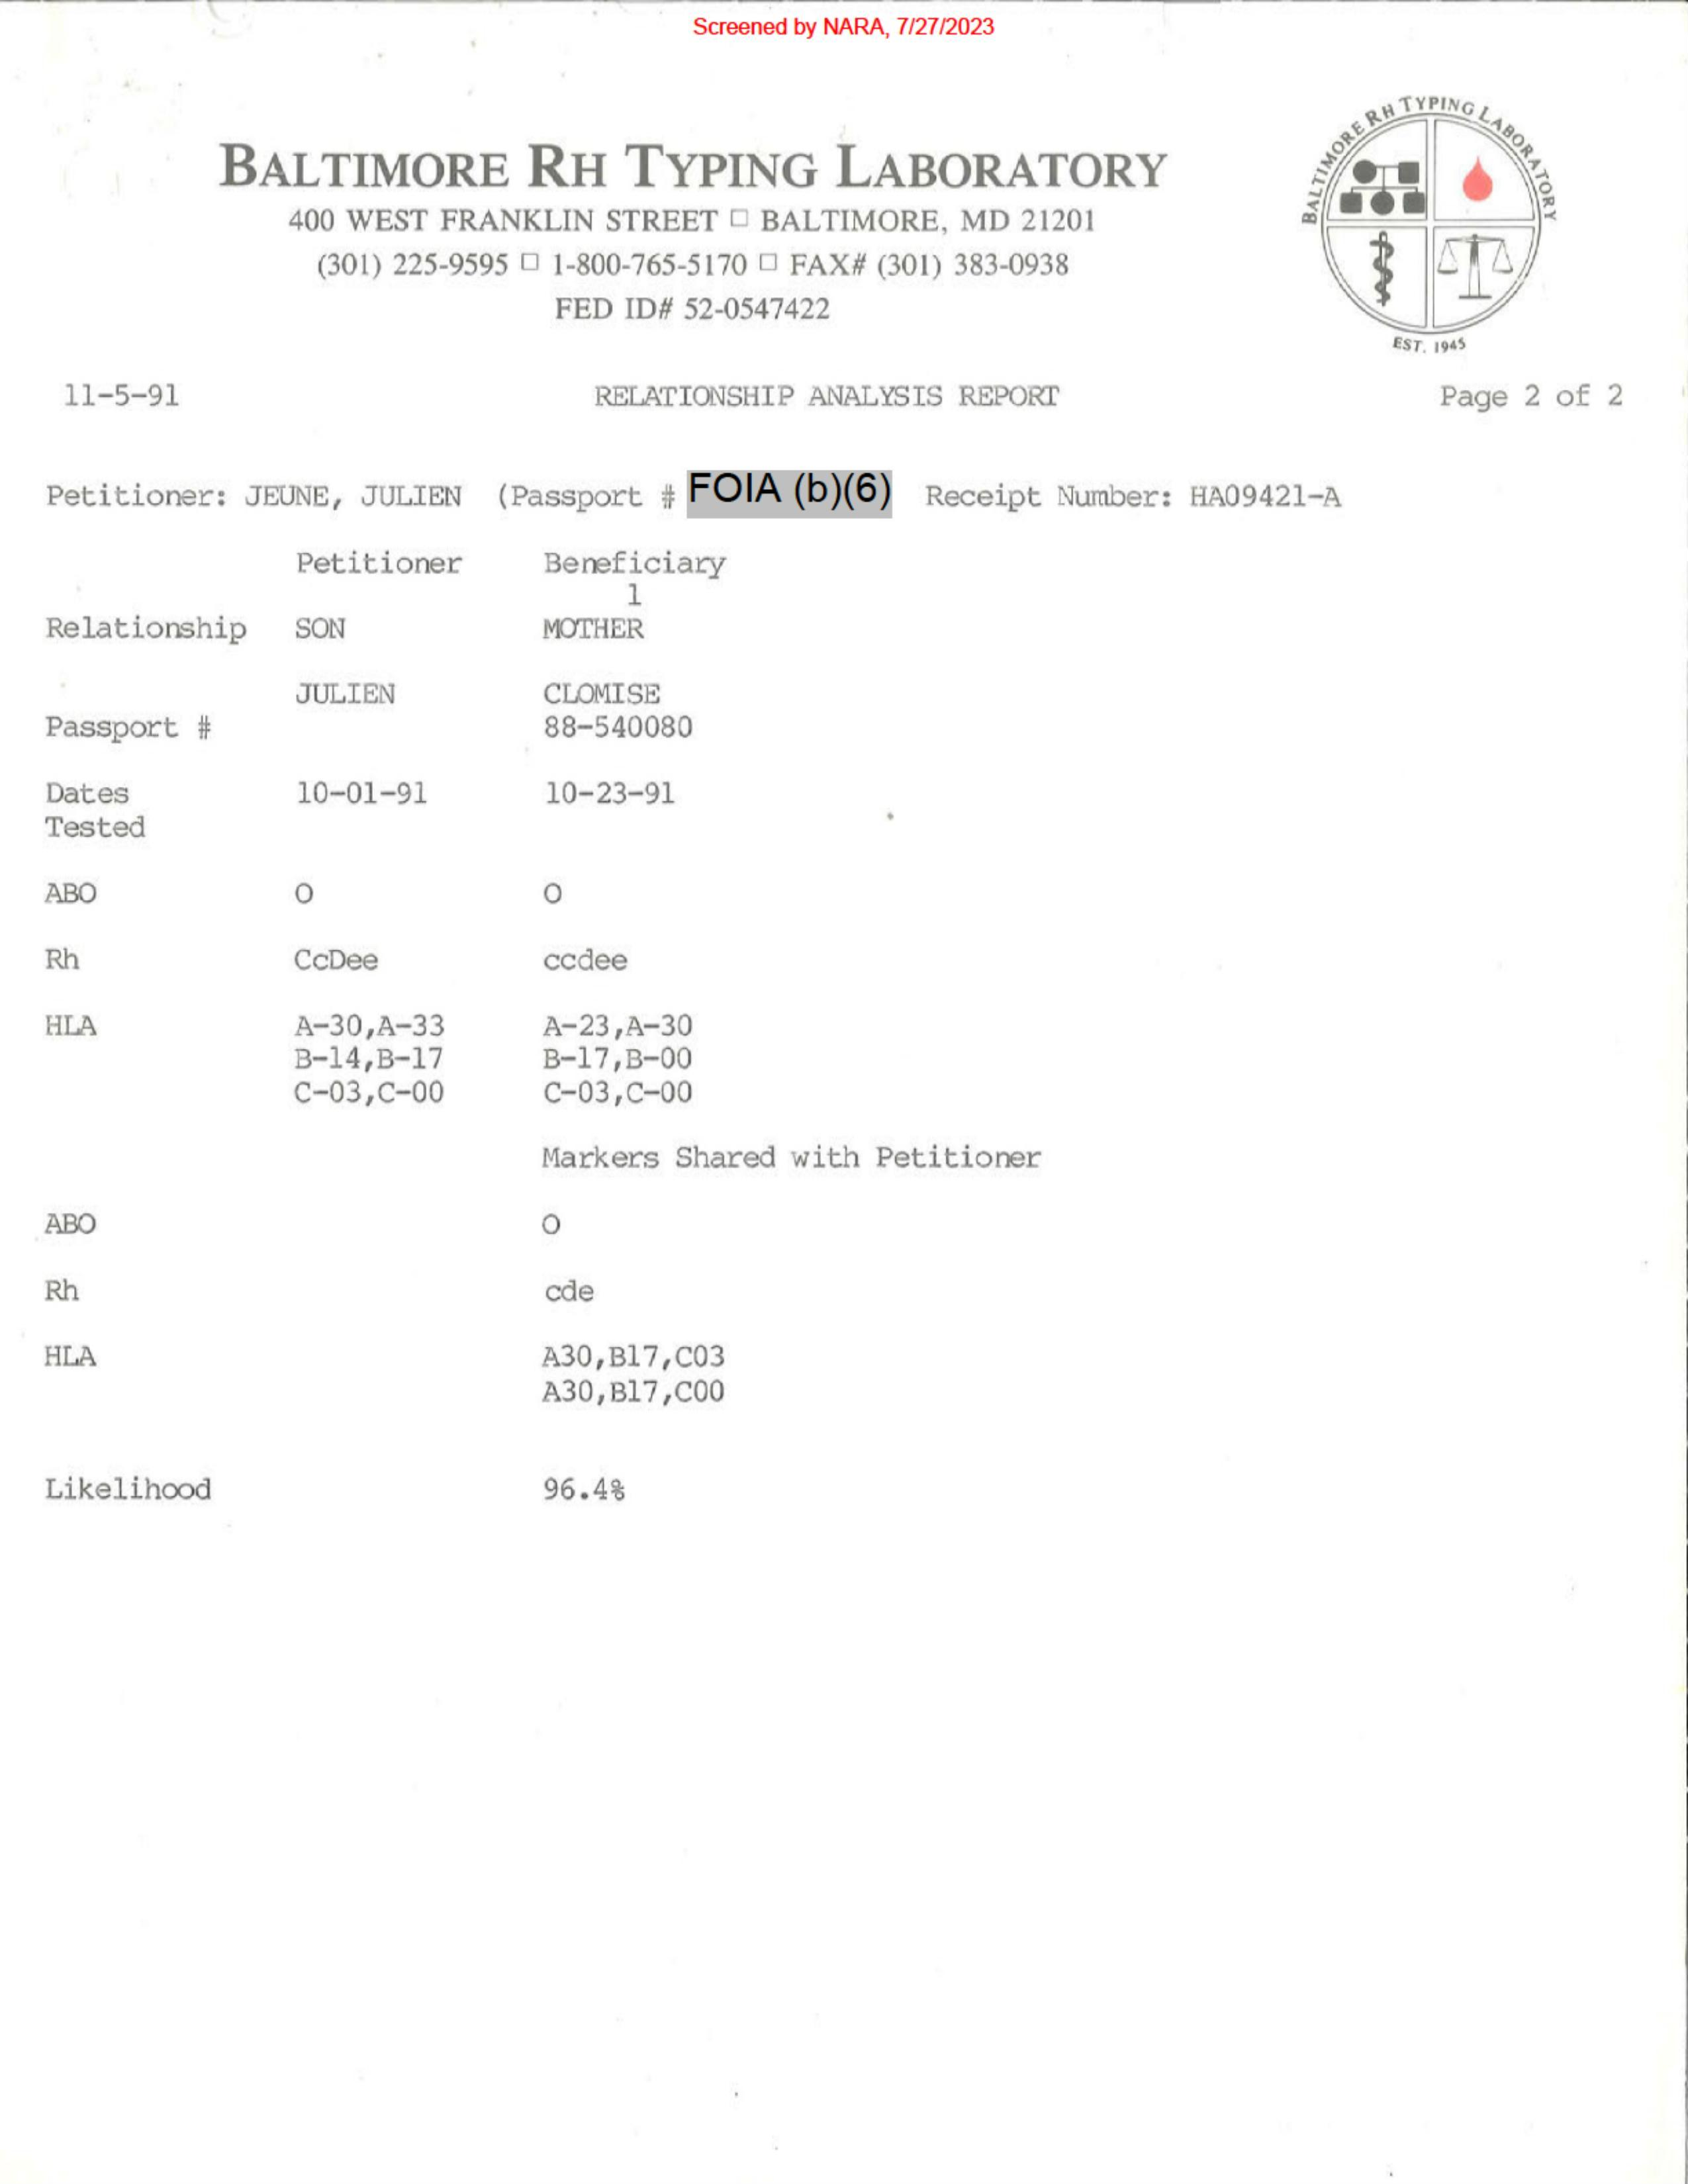 Screened by NARA, 7/27/2023
BALTIMORE RH TYPING LABORATORY
400 WEST FRANKLIN STREET □ BALTIMORE, MD 21201
(301) 225-9595 □ 1-800-765-5170 □ FAX# (301) 383-0938
FED ID# 52-0547422
BALTIMORE RH TYPING LABORATORY
EST. 1945
11-5-91 RELATIONSHIP ANALYSIS REPORT Page 2 of 2
Petitioner: JEUNE, JULIEN (Passport # FOIA (b)(6) Receipt Number: HA09421-A
Petitioner Beneficiary
1
Relationship SON MOTHER
JULIEN CLOMISE
Passport # 88-540080
Dates 10-01-91 10-23-91
Tested
ABO O O
Rh CcDee ccdee
HLA A-30,A-33 A-23,A-30
B-14,B-17 B-17,B-00
C-03,C-00 C-03,C-00
Markers Shared with Petitioner
ABO O
Rh cde
HLA A30,B17,C03
A30,B17,C00
Likelihood 96.4%